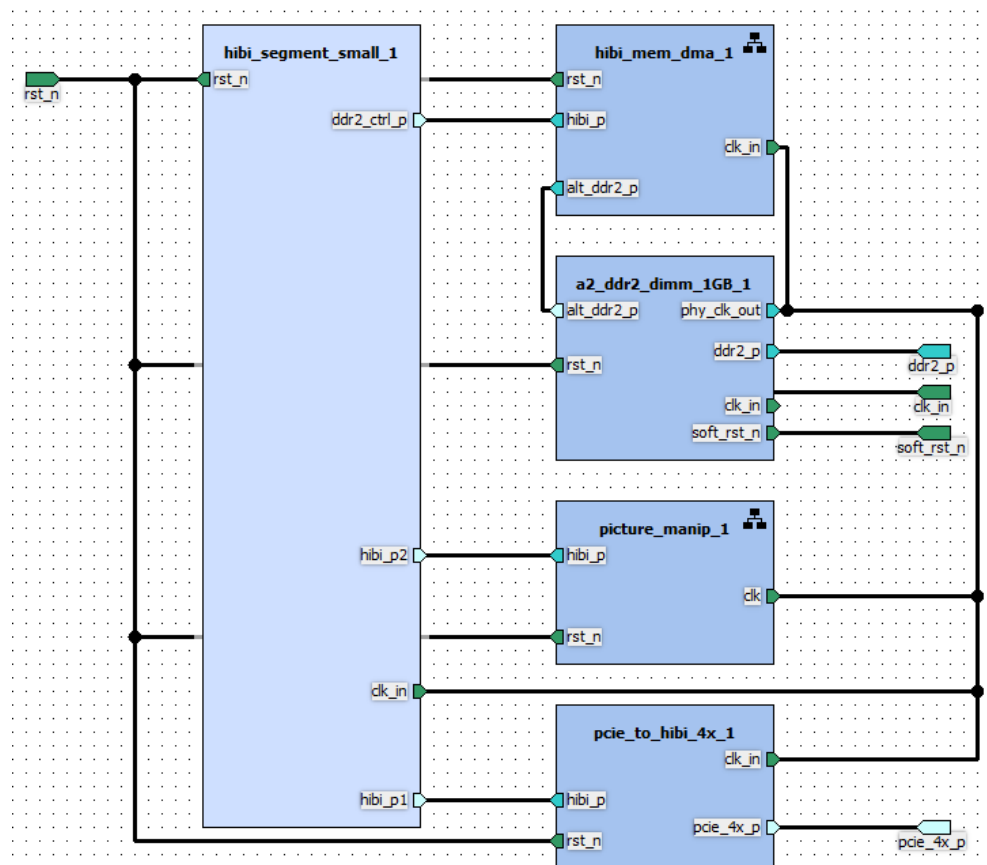 hibi_segment_small_1
rst_n
rst_n
ddr2_ctrl_p
hibi_p2
clk_in
hibi_p1
hibi_mem_dma_1
rst_n
hibi_p
clk_in
alt_ddr2_p
a2_ddr2_dimm_1GB_1
alt_ddr2_p
phy_clk_out
ddr2_p
ddr2_p
rst_n
clk_in
clk_in
soft_rst_n
soft_rst_n
picture_manip_1
hibi_p
clk
rst_n
pcie_to_hibi_4x_1
clk_in
hibi_p
pcie_4x_p
pcie_4x_p
rst_n